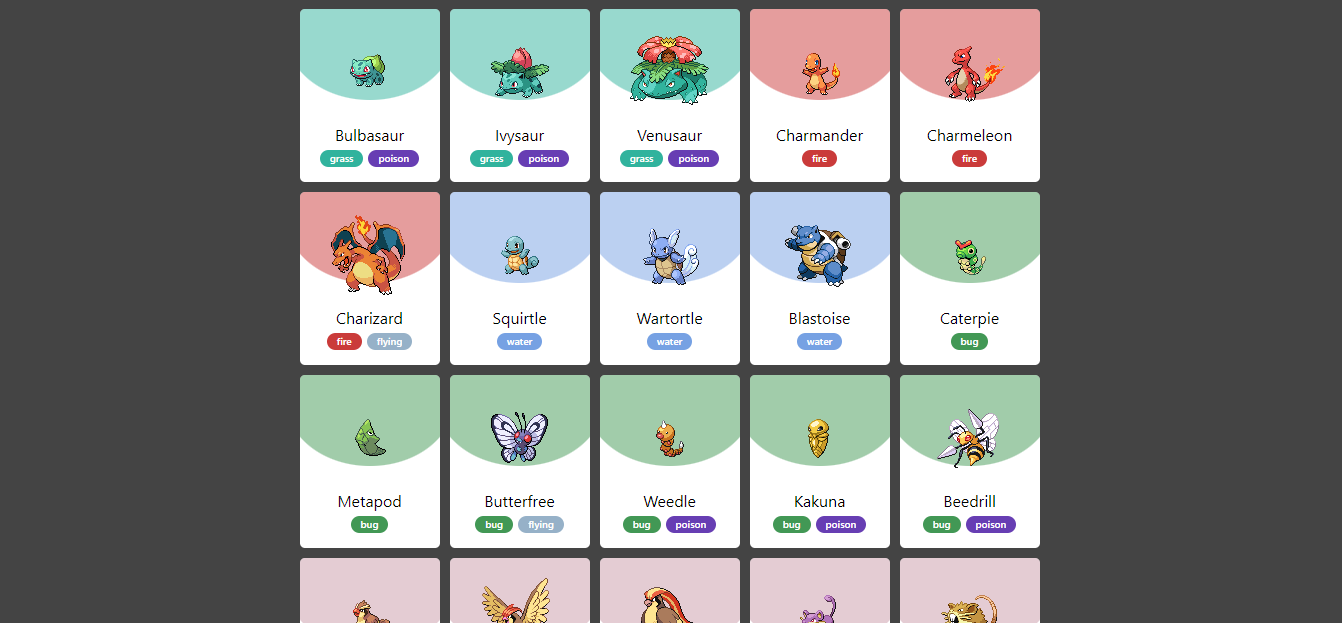 Bulbasaur
grass poison
Ivysaur
grass poison
Venusaur
grass poison
Charmander
fire
Charmeleon
fire
Charizard
fire flying
Squirtle
water
Wartortle
water
Blastoise
water
Caterpie
bug
Metapod
bug
Butterfree
bug flying
Weedle
bug poison
Kakuna
bug poison
Beedrill
bug poison